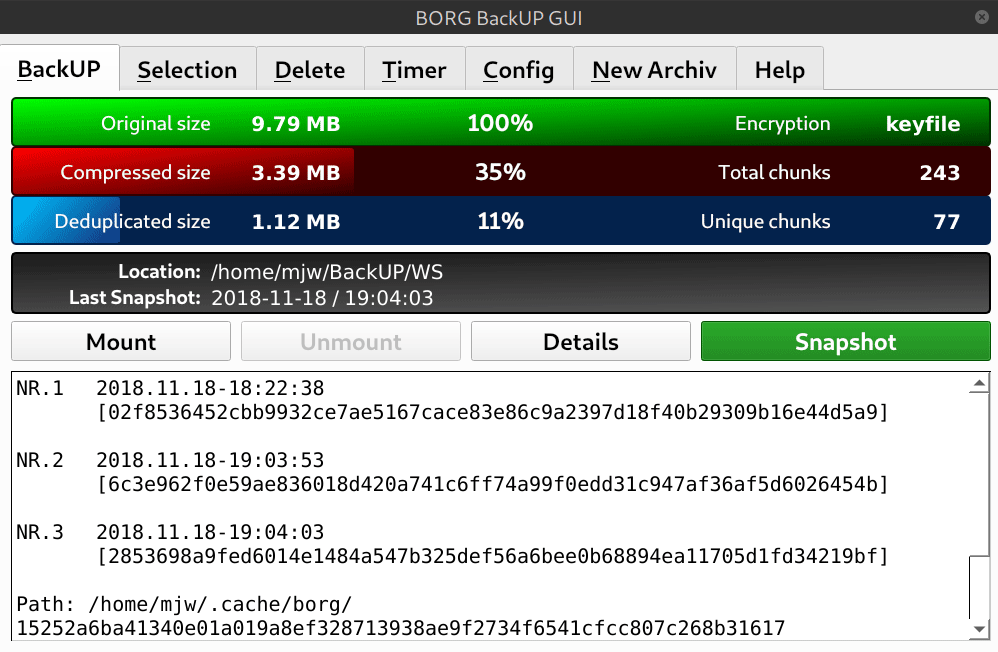 BORG BackUP GUI
BackUP Selection Delete Timer Config New Archiv Help
Original size 9.79 MB 100% Encryption keyfile
Compressed size 3.39 MB 35% Total chunks 243
Deduplicated size 1.12 MB 11% Unique chunks 77
Location: /home/mjw/BackUP/WS
Last Snapshot: 2018-11-18 / 19:04:03
Mount Unmount Details Snapshot
NR.1 2018.11.18-18:22:38
[02f8536452cbb9932ce7ae5167cace83e86c9a2397d18f40b29309b16e44d5a9]
NR.2 2018.11.18-19:03:53
[6c3e962f0e59ae836018d420a741c6ff74a99f0edd31c947af36af5d6026454b]
NR.3 2018.11.18-19:04:03
[2853698a9fed6014e1484a547b325def56a6bee0b68894ea11705d1fd34219bf]
Path: /home/mjw/.cache/borg/
15252a6ba41340e01a019a8ef328713938ae9f2734f6541cfcc807c268b31617